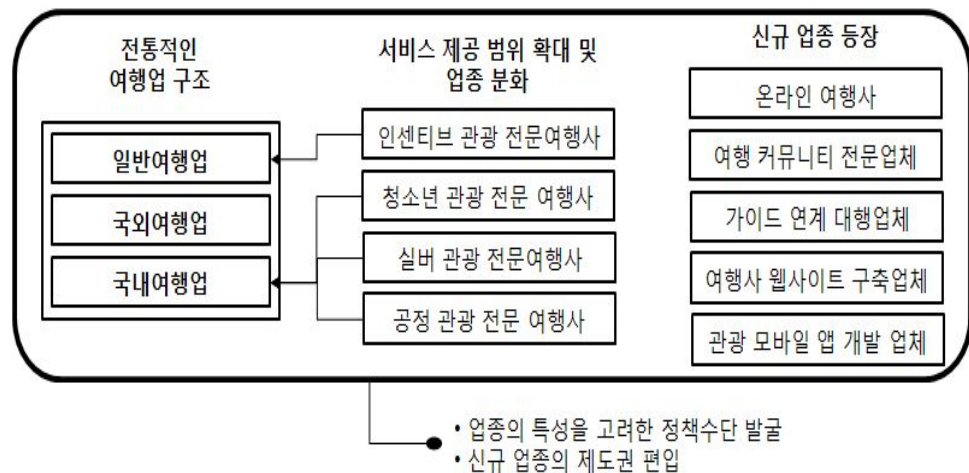 전통적인
여행업 구조
일반여행업
국외여행업
국내여행업
서비스 제공 범위 확대 및
업종 분화
인센티브 관광 전문여행사
청소년 관광 전문 여행사
실버 관광 전문여행사
공정 관광 전문 여행사
신규 업종 등장
온라인 여행사
여행 커뮤니티 전문업체
가이드 연계 대행업체
여행사 웹사이트 구축업체
관광 모바일 앱 개발 업체
• 업종의 특성을 고려한 정책수단 발굴
• 신규 업종의 제도권 편입